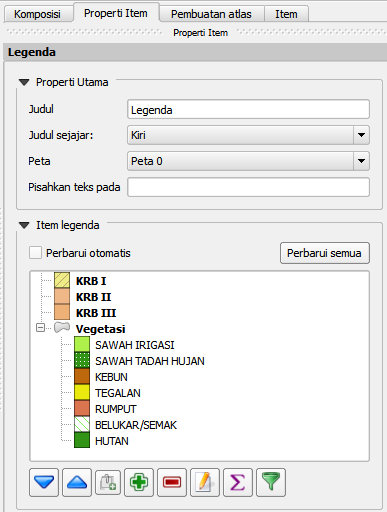 Komposisi Properti Item Pembuatan atlas Item
Properti Item
Legenda
Properti Utama
Judul Legenda
Judul sejajar: Kiri
Peta Peta 0
Pisahkan teks pada
Item legenda
Perbarui otomatis Perbarui semua
KRB I
KRB II
KRB III
Vegetasi
SAWAH IRIGASI
SAWAH TADAH HUJAN
KEBUN
TEGALAN
RUMPUT
BELUKAR/SEMAK
HUTAN
Σ